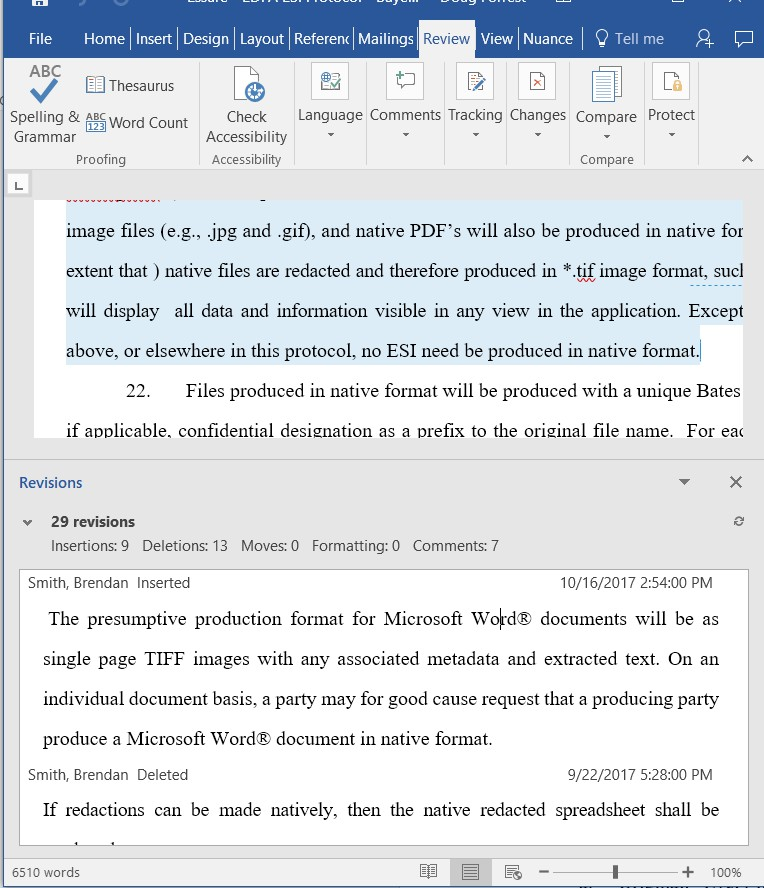 File Home Insert Design Layout Referenc Mailings Review View Nuance Tell me
ABC
Spelling &
Grammar
Thesaurus
ABC
123 Word Count
Check
Accessibility
Language
Comments
Tracking
Changes
Compare
Protect
Proofing
Accessibility
Compare
image files (e.g., .jpg and .gif), and native PDF’s will also be produced in native for
extent that ) native files are redacted and therefore produced in *.tif image format, such
will display all data and information visible in any view in the application. Except
above, or elsewhere in this protocol, no ESI need be produced in native format.
22. Files produced in native format will be produced with a unique Bates
if applicable, confidential designation as a prefix to the original file name. For eac
Revisions
29 revisions
Insertions: 9 Deletions: 13 Moves: 0 Formatting: 0 Comments: 7
Smith, Brendan Inserted 10/16/2017 2:54:00 PM
The presumptive production format for Microsoft Word® documents will be as
single page TIFF images with any associated metadata and extracted text. On an
individual document basis, a party may for good cause request that a producing party
produce a Microsoft Word® document in native format.
Smith, Brendan Deleted 9/22/2017 5:28:00 PM
If redactions can be made natively, then the native redacted spreadsheet shall be
6510 words
100%